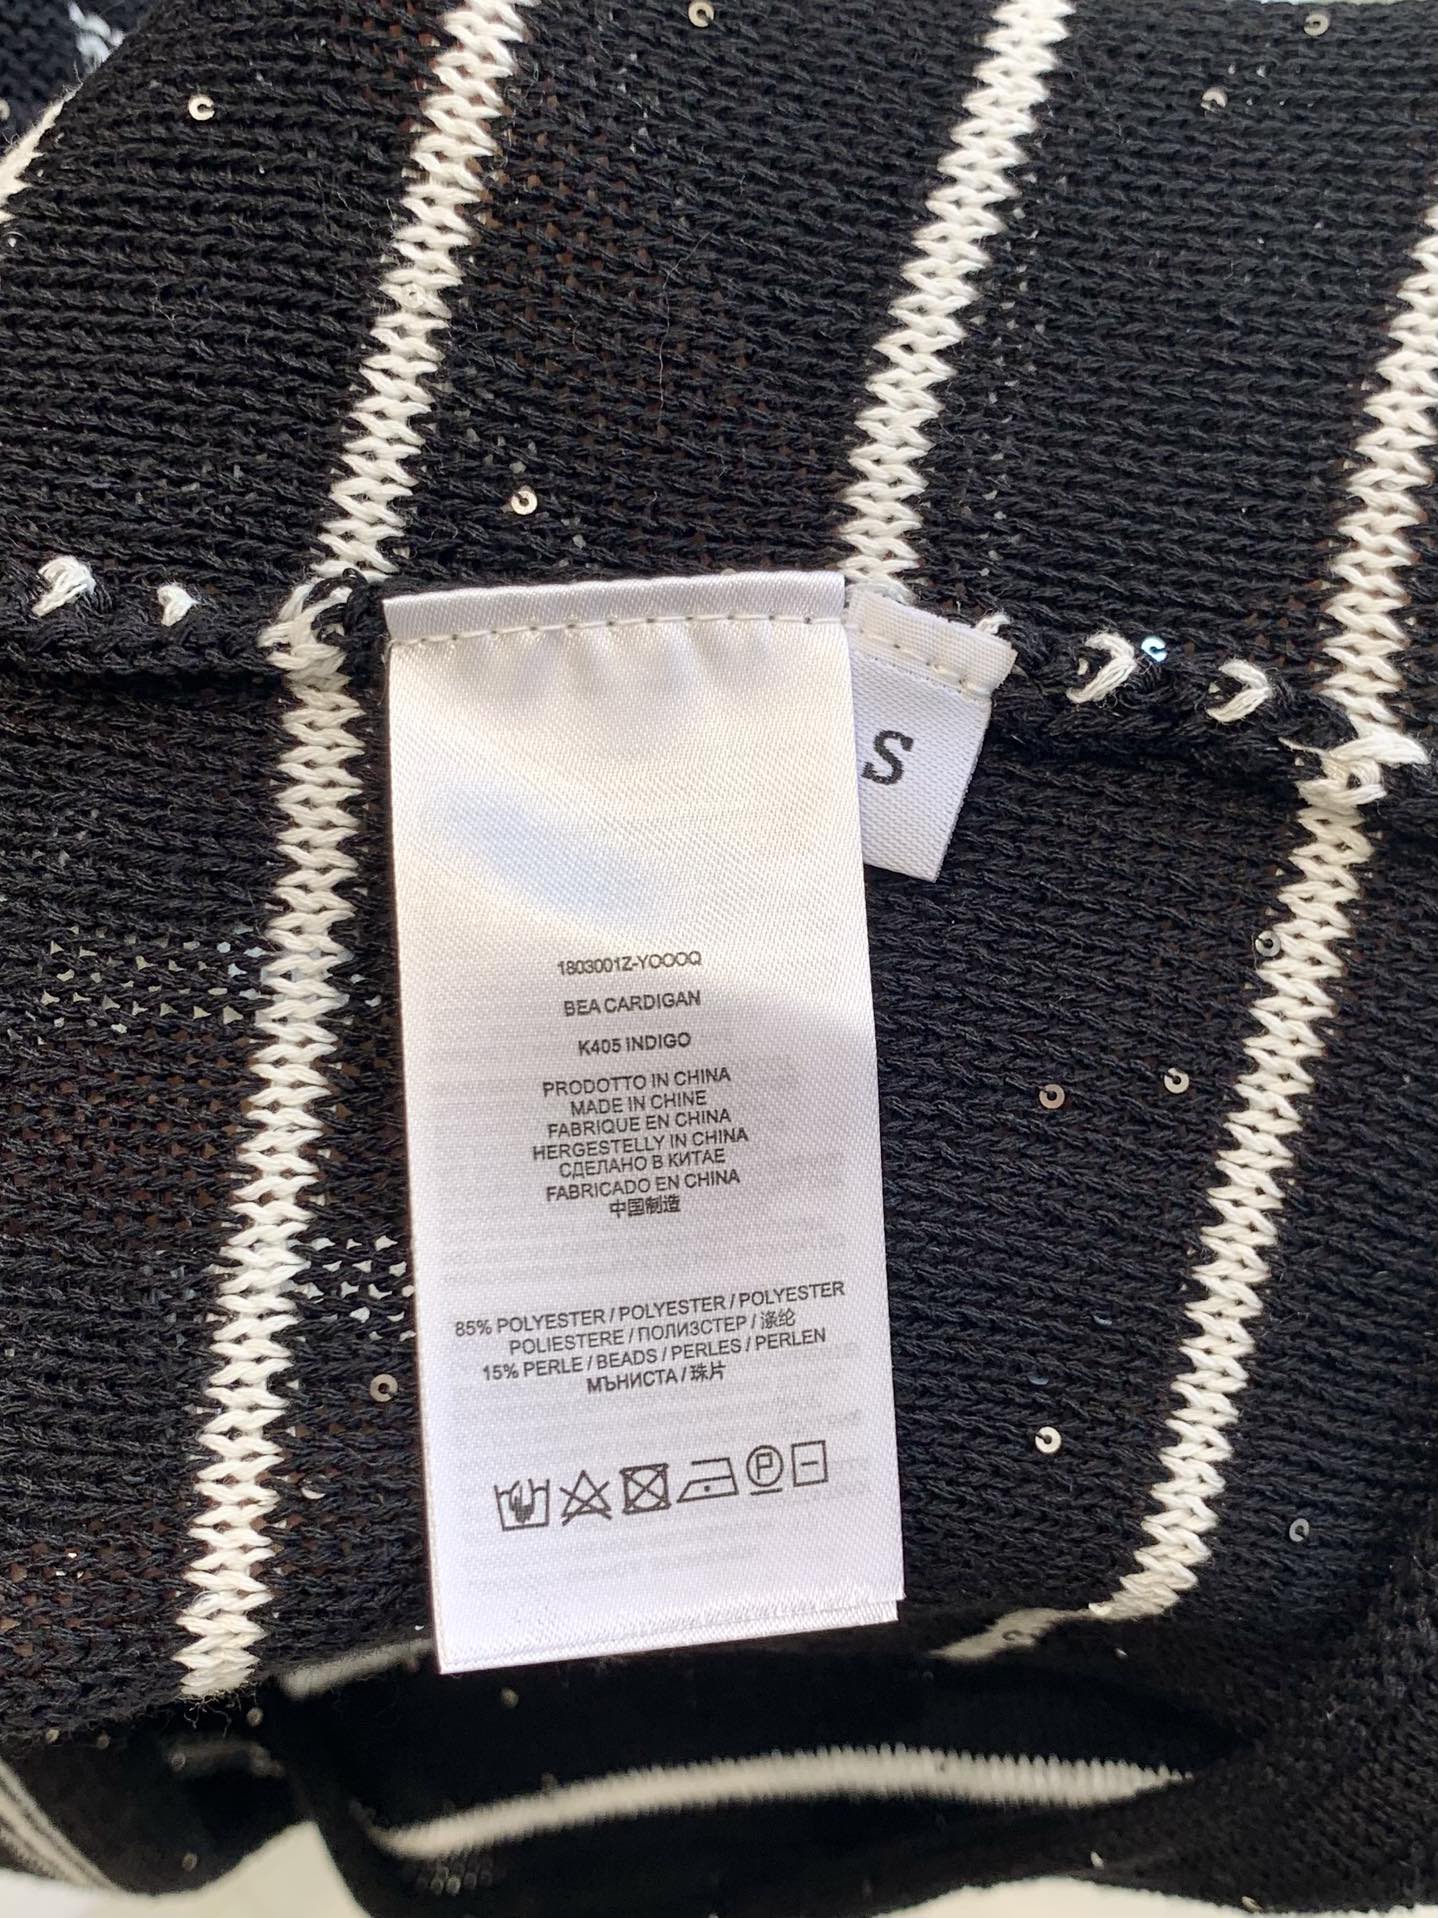 S
1803001Z-YOOOQ
BEA CARDIGAN
K405 INDIGO
PRODOTTO IN CHINA
MADE IN CHINE
FABRIQUE EN CHINA
HERGESTELLY IN CHINA
СДЕЛАНО В КИТАЕ
FABRICADO EN CHINA
中国制造
85% POLYESTER / POLYESTER / POLYESTER
POLIESTERE / ПОЛИЗСТЕР / 涤纶
15% PERLE / BEADS / PERLES / PERLEN
МЪНИСТА / 珠片
P